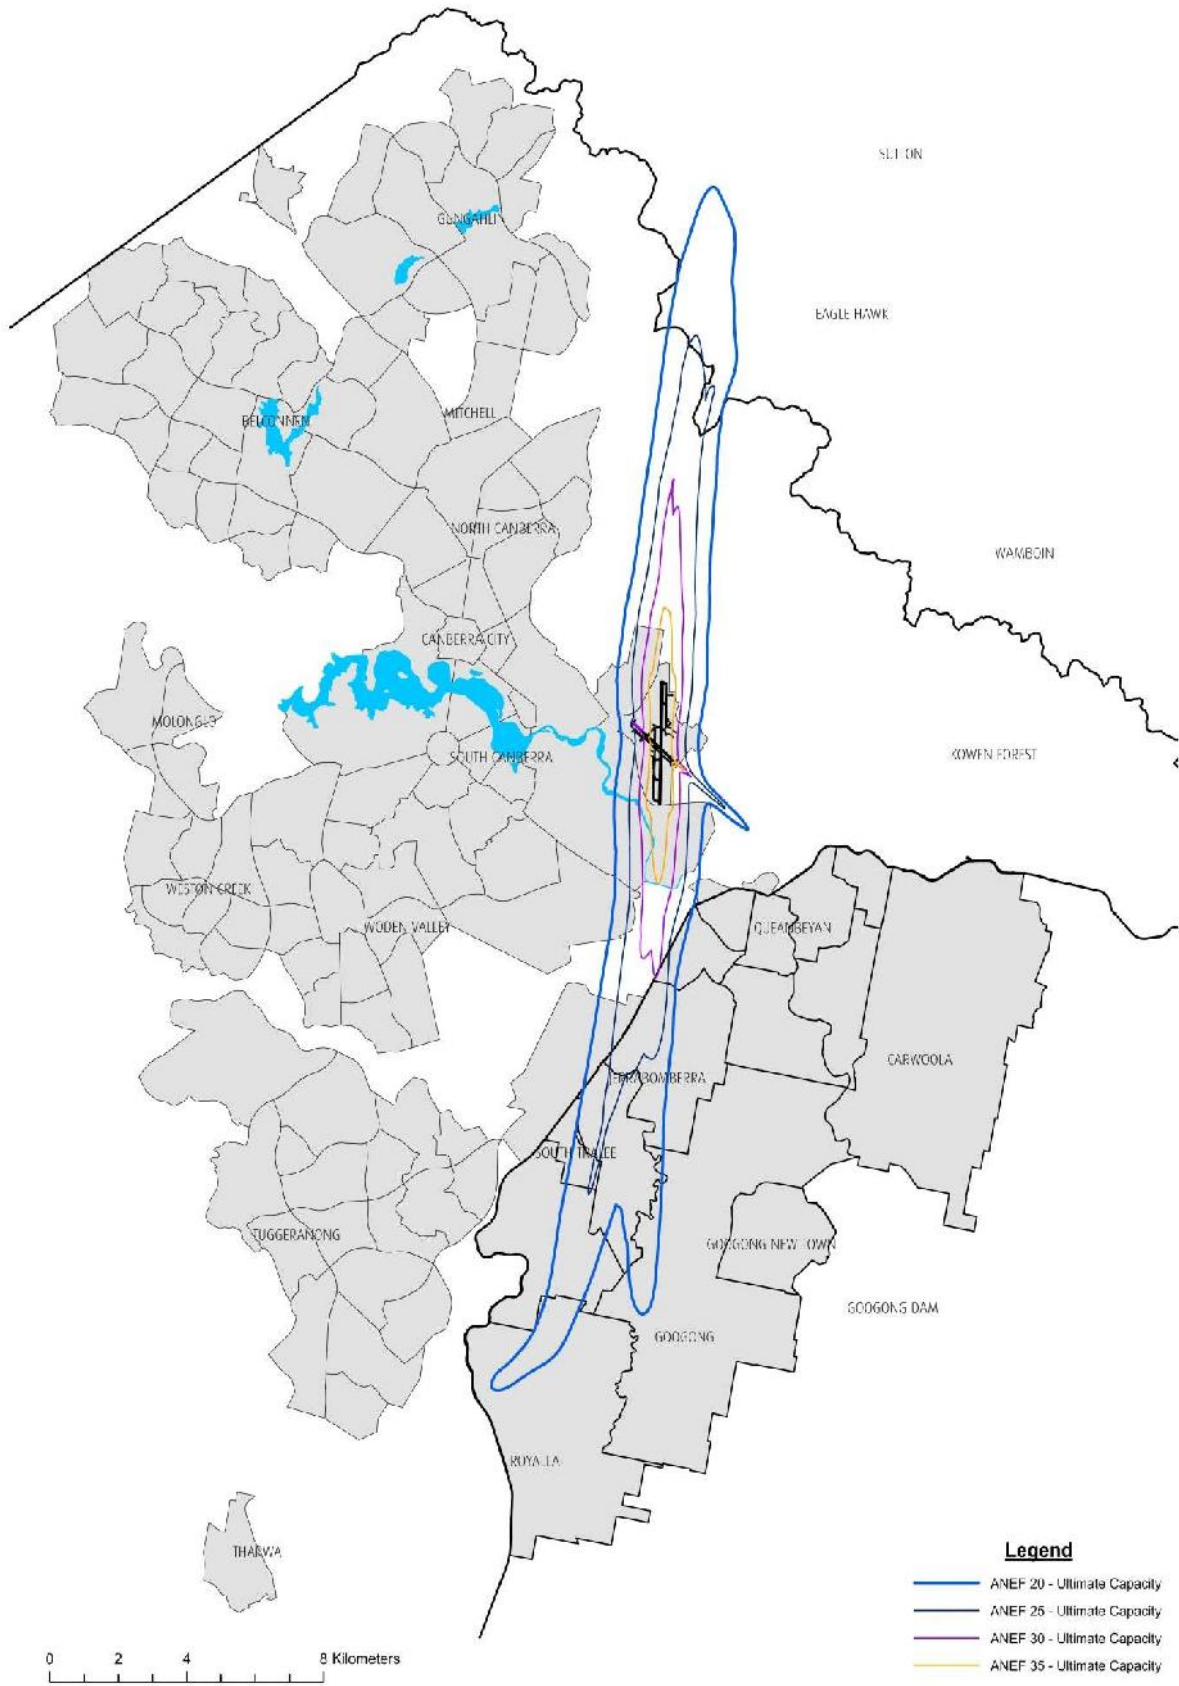 SUTTON
GUNGAHLIN
EAGLE HAWK
BELCONNEN
MITCHELL
NORTH CANBERRA
WAMBOIN
CANBERRA CITY
MOLONGLO
SOUTH CANBERRA
KOWEN FOREST
WESTON CREEK
WODEN VALLEY
QUEANBEYAN
CARWOOLA
JERRABOMBERRA
SOUTH TRALEE
TUGGERANONG
GOOGONG NEW TOWN
GOOGONG DAM
GOOGONG
ROYALLA
THARWA
Legend
ANEF 20 - Ultimate Capacity
ANEF 25 - Ultimate Capacity
ANEF 30 - Ultimate Capacity
ANEF 35 - Ultimate Capacity
0 2 4 8 Kilometers